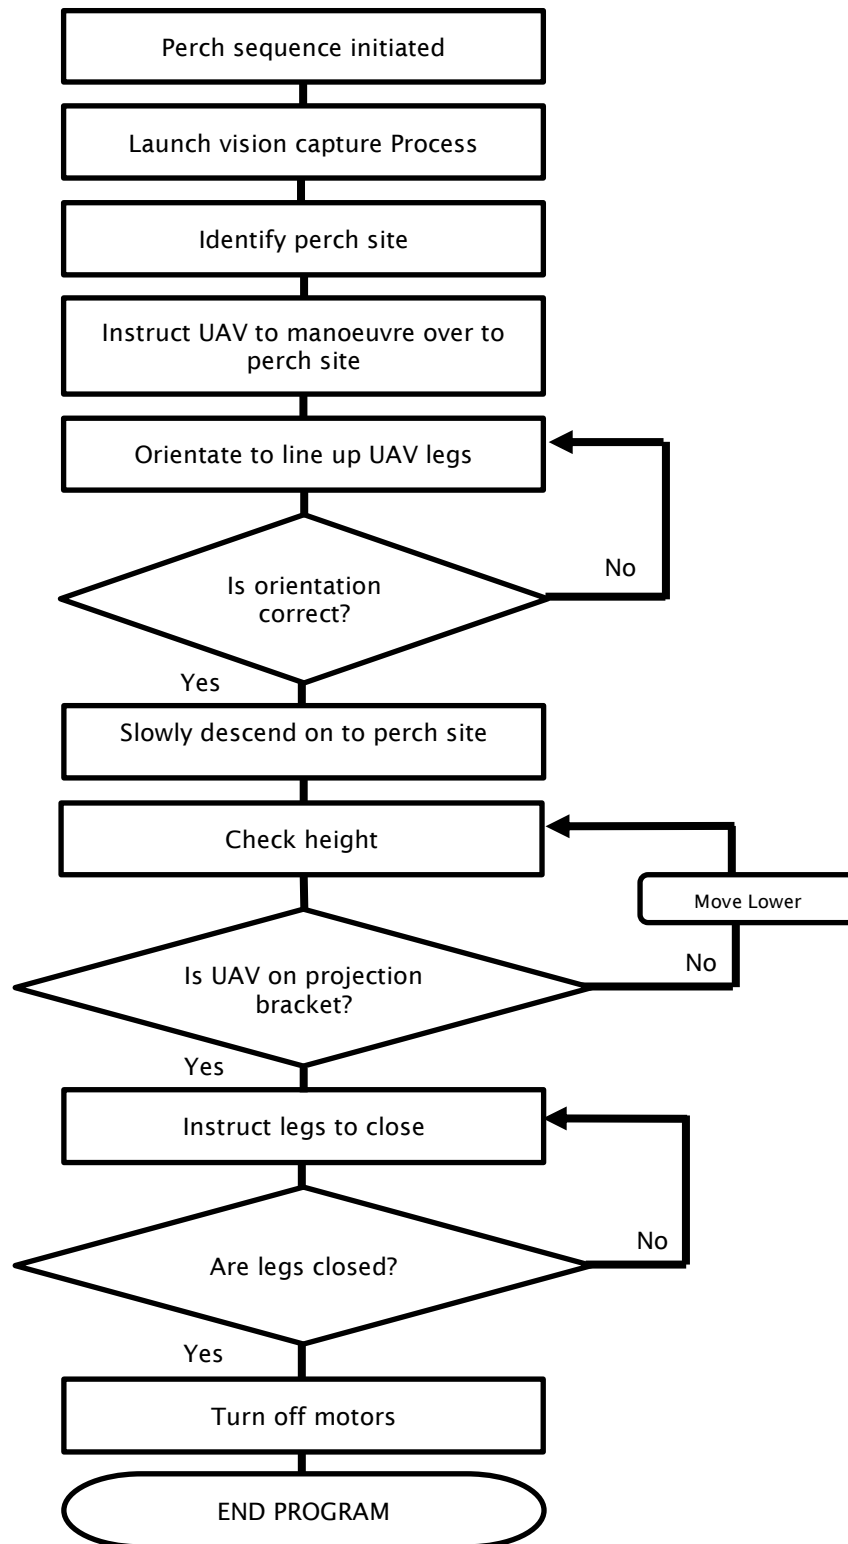 Perch sequence initiated
Launch vision capture Process
Identify perch site
Instruct UAV to manoeuvre over to
perch site
Orientate to line up UAV legs
Is orientation
correct?
No
Yes
Slowly descend on to perch site
Check height
Move Lower
Is UAV on projection
bracket?
No
Yes
Instruct legs to close
Are legs closed?
No
Yes
Turn off motors
END PROGRAM